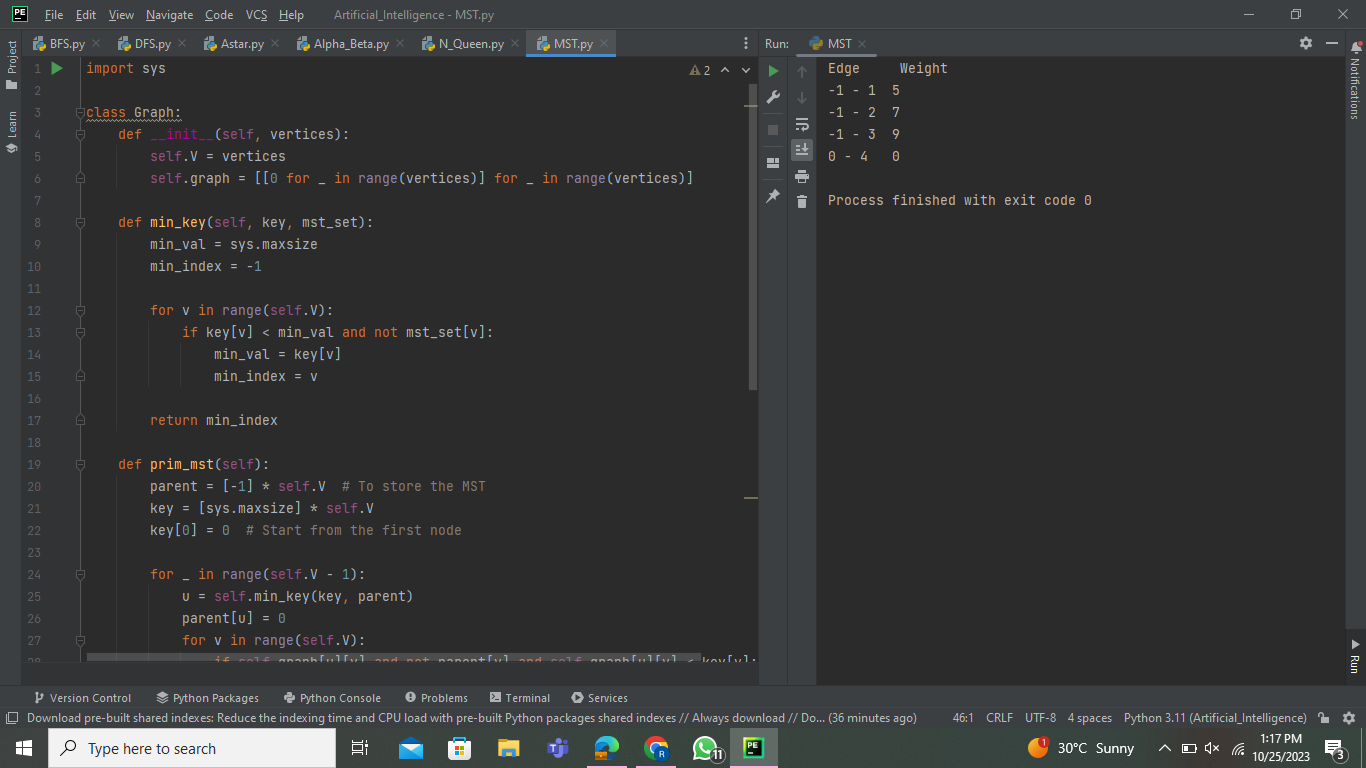 PE File Edit View Navigate Code VCS Help Artificial_Intelligence - MST.py
BFS.py DFS.py Astar.py Alpha_Beta.py N_Queen.py MST.py
Project
Learn
2
1 import sys
2
3 class Graph:
4 def __init__(self, vertices):
5 self.V = vertices
6 self.graph = [[0 for _ in range(vertices)] for _ in range(vertices)]
7
8 def min_key(self, key, mst_set):
9 min_val = sys.maxsize
10 min_index = -1
11
12 for v in range(self.V):
13 if key[v] < min_val and not mst_set[v]:
14 min_val = key[v]
15 min_index = v
16
17 return min_index
18
19 def prim_mst(self):
20 parent = [-1] * self.V # To store the MST
21 key = [sys.maxsize] * self.V
22 key[0] = 0 # Start from the first node
23
24 for _ in range(self.V - 1):
25 u = self.min_key(key, parent)
26 parent[u] = 0
27 for v in range(self.V):
28 if self.graph[u][v] and not parent[v] and self.graph[u][v] < key[v]:
Run: MST
Edge Weight
-1 - 1 5
-1 - 2 7
-1 - 3 9
0 - 4 0
Process finished with exit code 0
Notifications
Run
Version Control Python Packages Python Console Problems Terminal Services
Download pre-built shared indexes: Reduce the indexing time and CPU load with pre-built Python packages shared indexes // Always download // Do... (36 minutes ago) 46:1 CRLF UTF-8 4 spaces Python 3.11 (Artificial_Intelligence)
Type here to search
11
PE
1
30°C Sunny
1:17 PM
10/25/2023
3